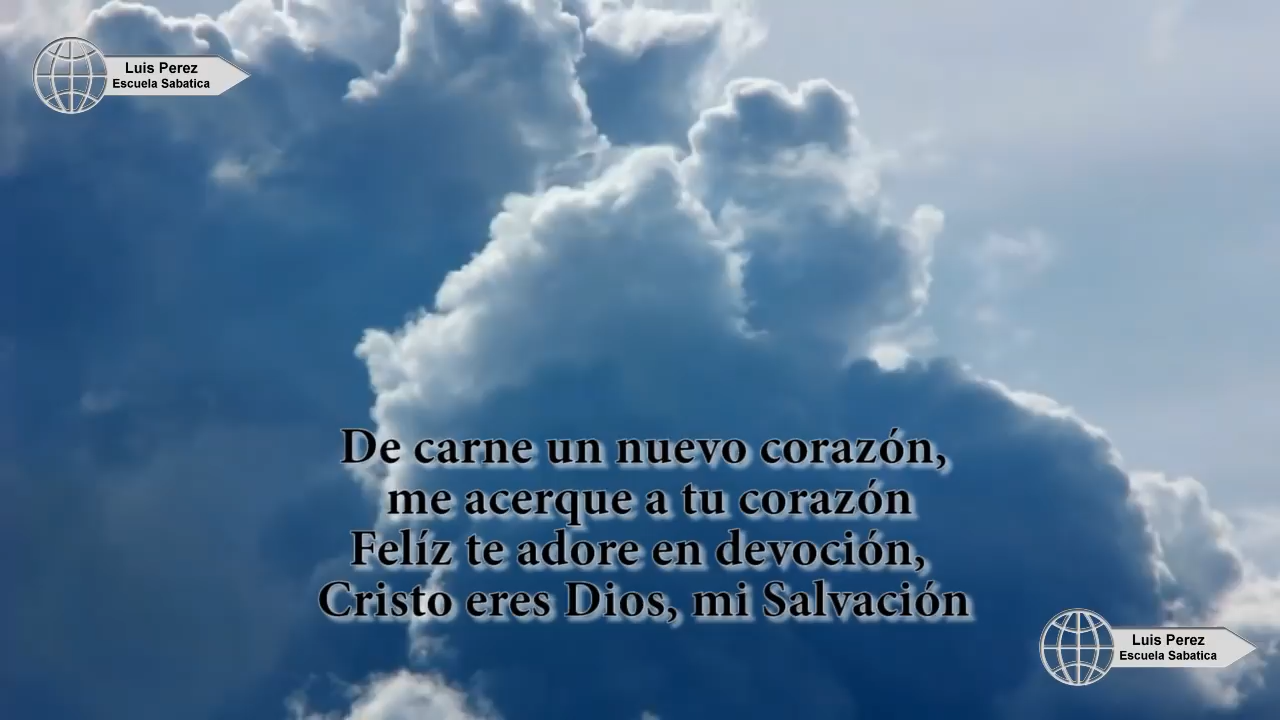 Luis Perez
Escuela Sabatica
De carne un nuevo corazón,
me acerque a tu corazón
Felíz te adore en devoción,
Cristo eres Dios, mi Salvación
Luis Perez
Escuela Sabatica